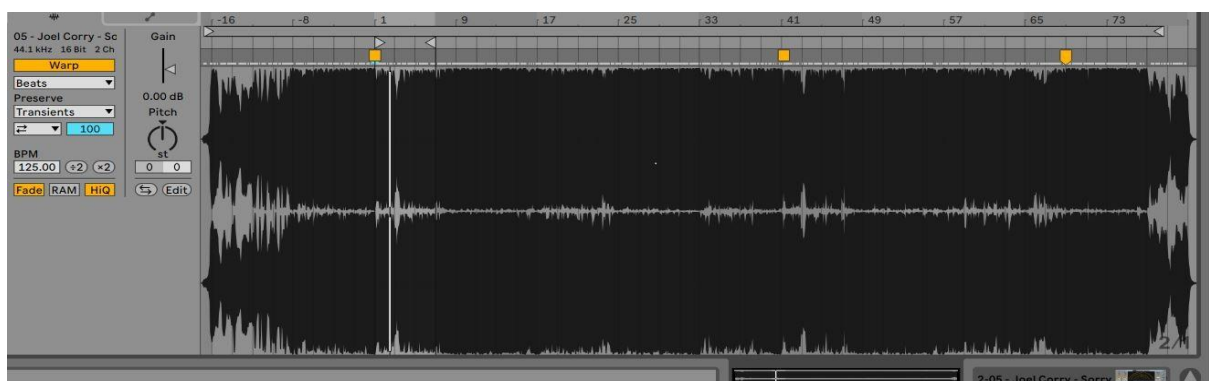 -16 -8 1 9 17 25 33 41 49 57 65 73
05 - Joel Corry - Sc
44.1 kHz 16 Bit 2 Ch
Warp
Beats
Preserve
Transients
100
BPM
125.00 ÷2 ×2
Fade RAM HiQ
Gain
0.00 dB
Pitch
st
0 0
Edit
2/1
2-05 - Joel Corry - Sorry